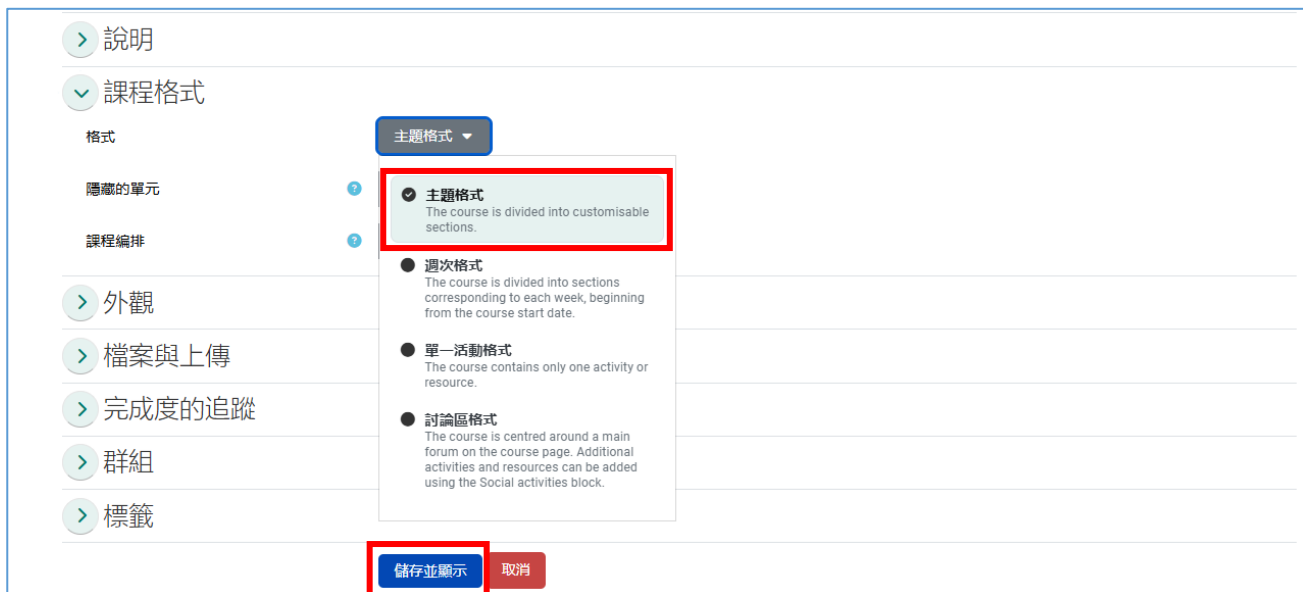 說明
課程格式
格式
主題格式
隱藏的單元
主題格式
The course is divided into customisable
sections.
課程編排
週次格式
The course is divided into sections
corresponding to each week, beginning
from the course start date.
外觀
單一活動格式
The course contains only one activity or
resource.
檔案與上傳
完成度的追蹤
討論區格式
The course is centred around a main
forum on the course page. Additional
activities and resources can be added
using the Social activities block.
群組
標籤
儲存並顯示
取消